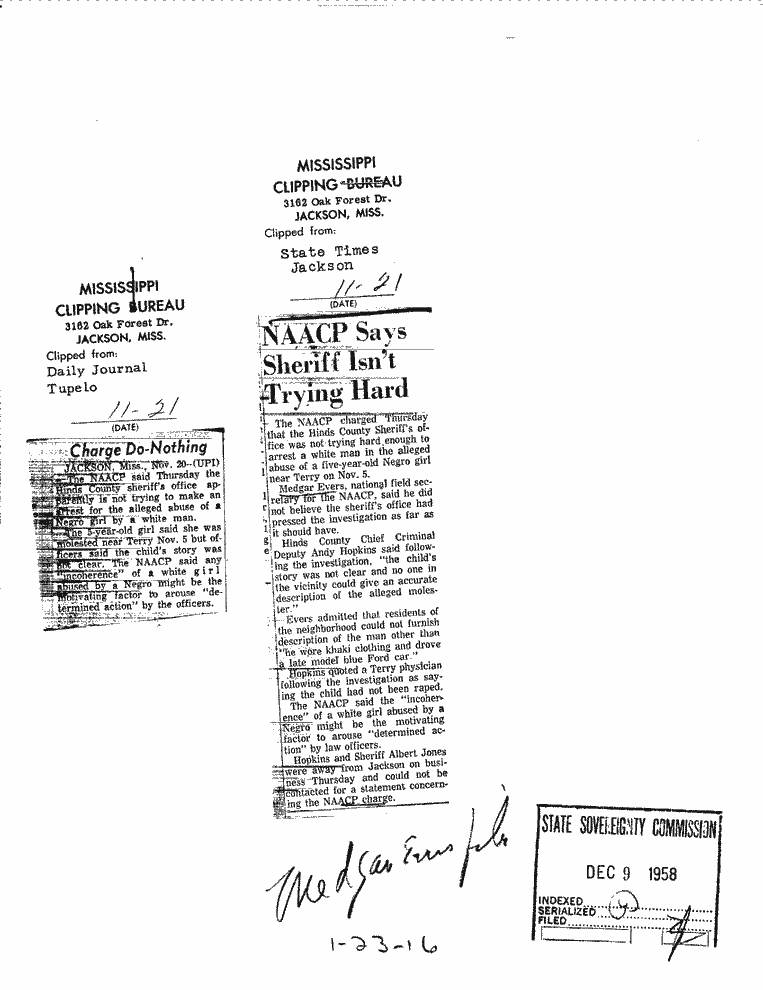 MISSISSIPPI
CLIPPING BUREAU
3162 Oak Forest Dr.
JACKSON, MISS.
Clipped from:
Daily Journal
Tupelo
11-21
(DATE)
Charge Do-Nothing
JACKSON, Miss., Nov. 20--(UPI)
—The NAACP said Thursday the
Hinds County sheriff's office ap-
parently is not trying to make an
arrest for the alleged abuse of a
Negro girl by a white man.
The 5-year-old girl said she was
molested near Terry Nov. 5 but of-
ficers said the child's story was
not clear. The NAACP said any
"incoherence" of a white girl
abused by a Negro might be the
motivating factor to arouse "de-
termined action" by the officers.
MISSISSIPPI
CLIPPING BUREAU
3162 Oak Forest Dr.
JACKSON, MISS.
Clipped from:
State Times
Jackson
11-21
(DATE)
NAACP Says
Sheriff Isn't
Trying Hard
The NAACP charged Thursday
that the Hinds County Sheriff's of-
fice was not trying hard enough to
arrest a white man in the alleged
abuse of a five-year-old Negro girl
near Terry on Nov. 5.
Medgar Evers, national field sec-
retary for the NAACP, said he did
not believe the sheriff's office had
pressed the investigation as far as
it should have.
Hinds County Chief Criminal
Deputy Andy Hopkins said follow-
ing the investigation, "the child's
story was not clear and no one in
the vicinity could give an accurate
description of the alleged moles-
ter."
Evers admitted that residents of
the neighborhood could not furnish
description of the man other than
"he wore khaki clothing and drove
a late model blue Ford car."
Hopkins quoted a Terry physician
following the investigation as say-
ing the child had not been raped.
The NAACP said the "incoher-
ence" of a white girl abused by a
Negro might be the motivating
factor to arouse "determined ac-
tion" by law officers.
Hopkins and Sheriff Albert Jones
were away from Jackson on busi-
ness Thursday and could not be
contacted for a statement concern-
ing the NAACP charge.
Medgar Evers file
1-23-16
STATE SOVEREIGNTY COMMISSION
DEC 9 1958
INDEXED
SERIALIZED
FILED